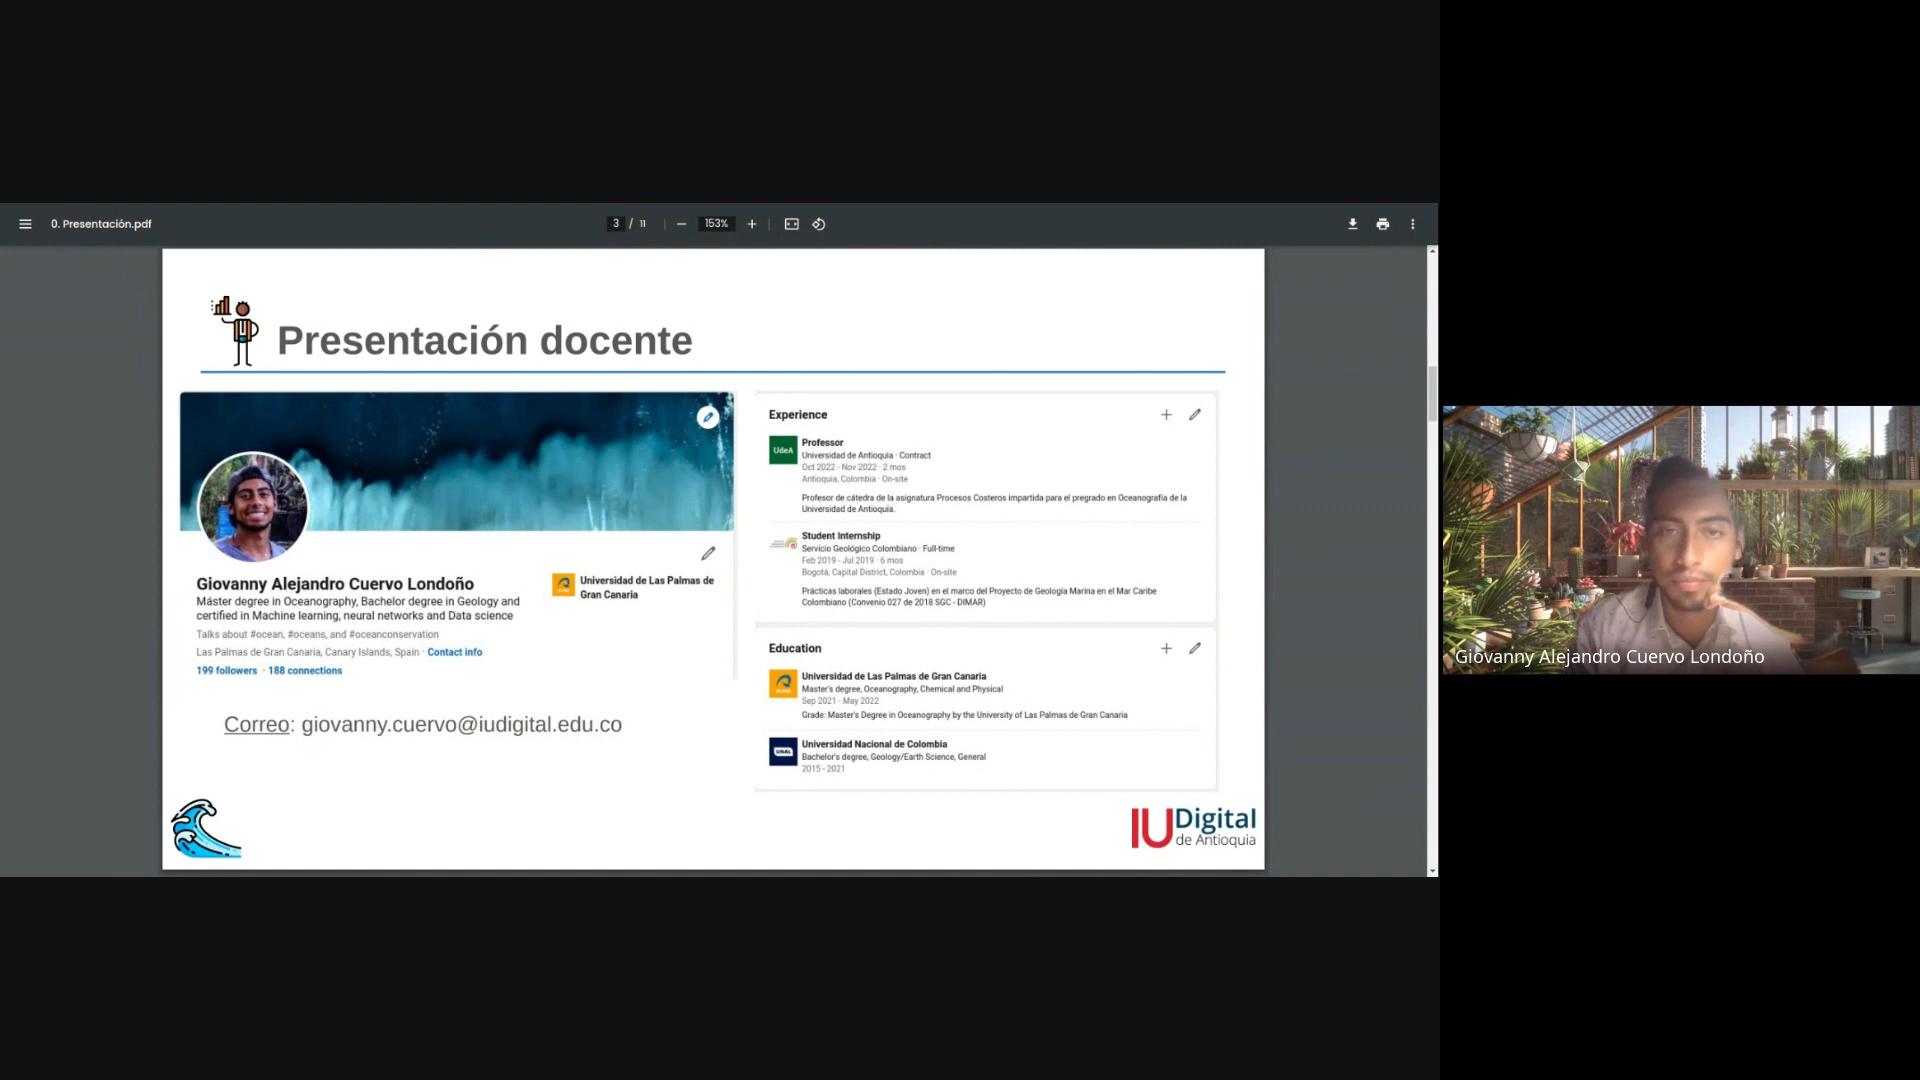 0. Presentación.pdf
3 / 11
153%
Presentación docente
Giovanny Alejandro Cuervo Londoño
Máster degree in Oceanography, Bachelor degree in Geology and
certified in Machine learning, neural networks and Data science
Talks about #ocean, #oceans, and #oceanconservation
Las Palmas de Gran Canaria, Canary Islands, Spain · Contact info
199 followers · 188 connections
Universidad de Las Palmas de
Gran Canaria
Correo: giovanny.cuervo@iudigital.edu.co
Experience
UdeA
Professor
Universidad de Antioquia · Contract
Oct 2022 - Nov 2022 · 2 mos
Antioquia, Colombia · On-site
Profesor de cátedra de la asignatura Procesos Costeros impartida para el pregrado en Oceanografía de la
Universidad de Antioquia.
Student Internship
Servicio Geológico Colombiano · Full-time
Feb 2019 - Jul 2019 · 6 mos
Bogotá, Capital District, Colombia · On-site
Prácticas laborales (Estado Joven) en el marco del Proyecto de Geología Marina en el Mar Caribe
Colombiano (Convenio 027 de 2018 SGC - DIMAR)
Education
Universidad de Las Palmas de Gran Canaria
Master's degree, Oceanography, Chemical and Physical
Sep 2021 - May 2022
Grade: Master's Degree in Oceanography by the University of Las Palmas de Gran Canaria
UNAL
Universidad Nacional de Colombia
Bachelor's degree, Geology/Earth Science, General
2015 - 2021
IU Digital
de Antioquia
Giovanny Alejandro Cuervo Londoño